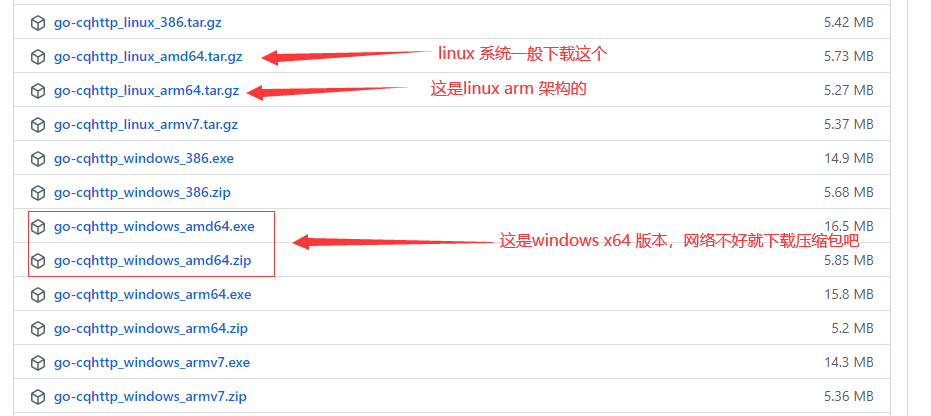 go-cqhttp_linux_386.tar.gz 5.42 MB
go-cqhttp_linux_amd64.tar.gz linux 系统一般下载这个 5.73 MB
go-cqhttp_linux_arm64.tar.gz 这是linux arm 架构的 5.27 MB
go-cqhttp_linux_armv7.tar.gz 5.37 MB
go-cqhttp_windows_386.exe 14.9 MB
go-cqhttp_windows_386.zip 5.68 MB
go-cqhttp_windows_amd64.exe 16.5 MB
这是windows x64 版本，网络不好就下载压缩包吧
go-cqhttp_windows_amd64.zip 5.85 MB
go-cqhttp_windows_arm64.exe 15.8 MB
go-cqhttp_windows_arm64.zip 5.2 MB
go-cqhttp_windows_armv7.exe 14.3 MB
go-cqhttp_windows_armv7.zip 5.36 MB